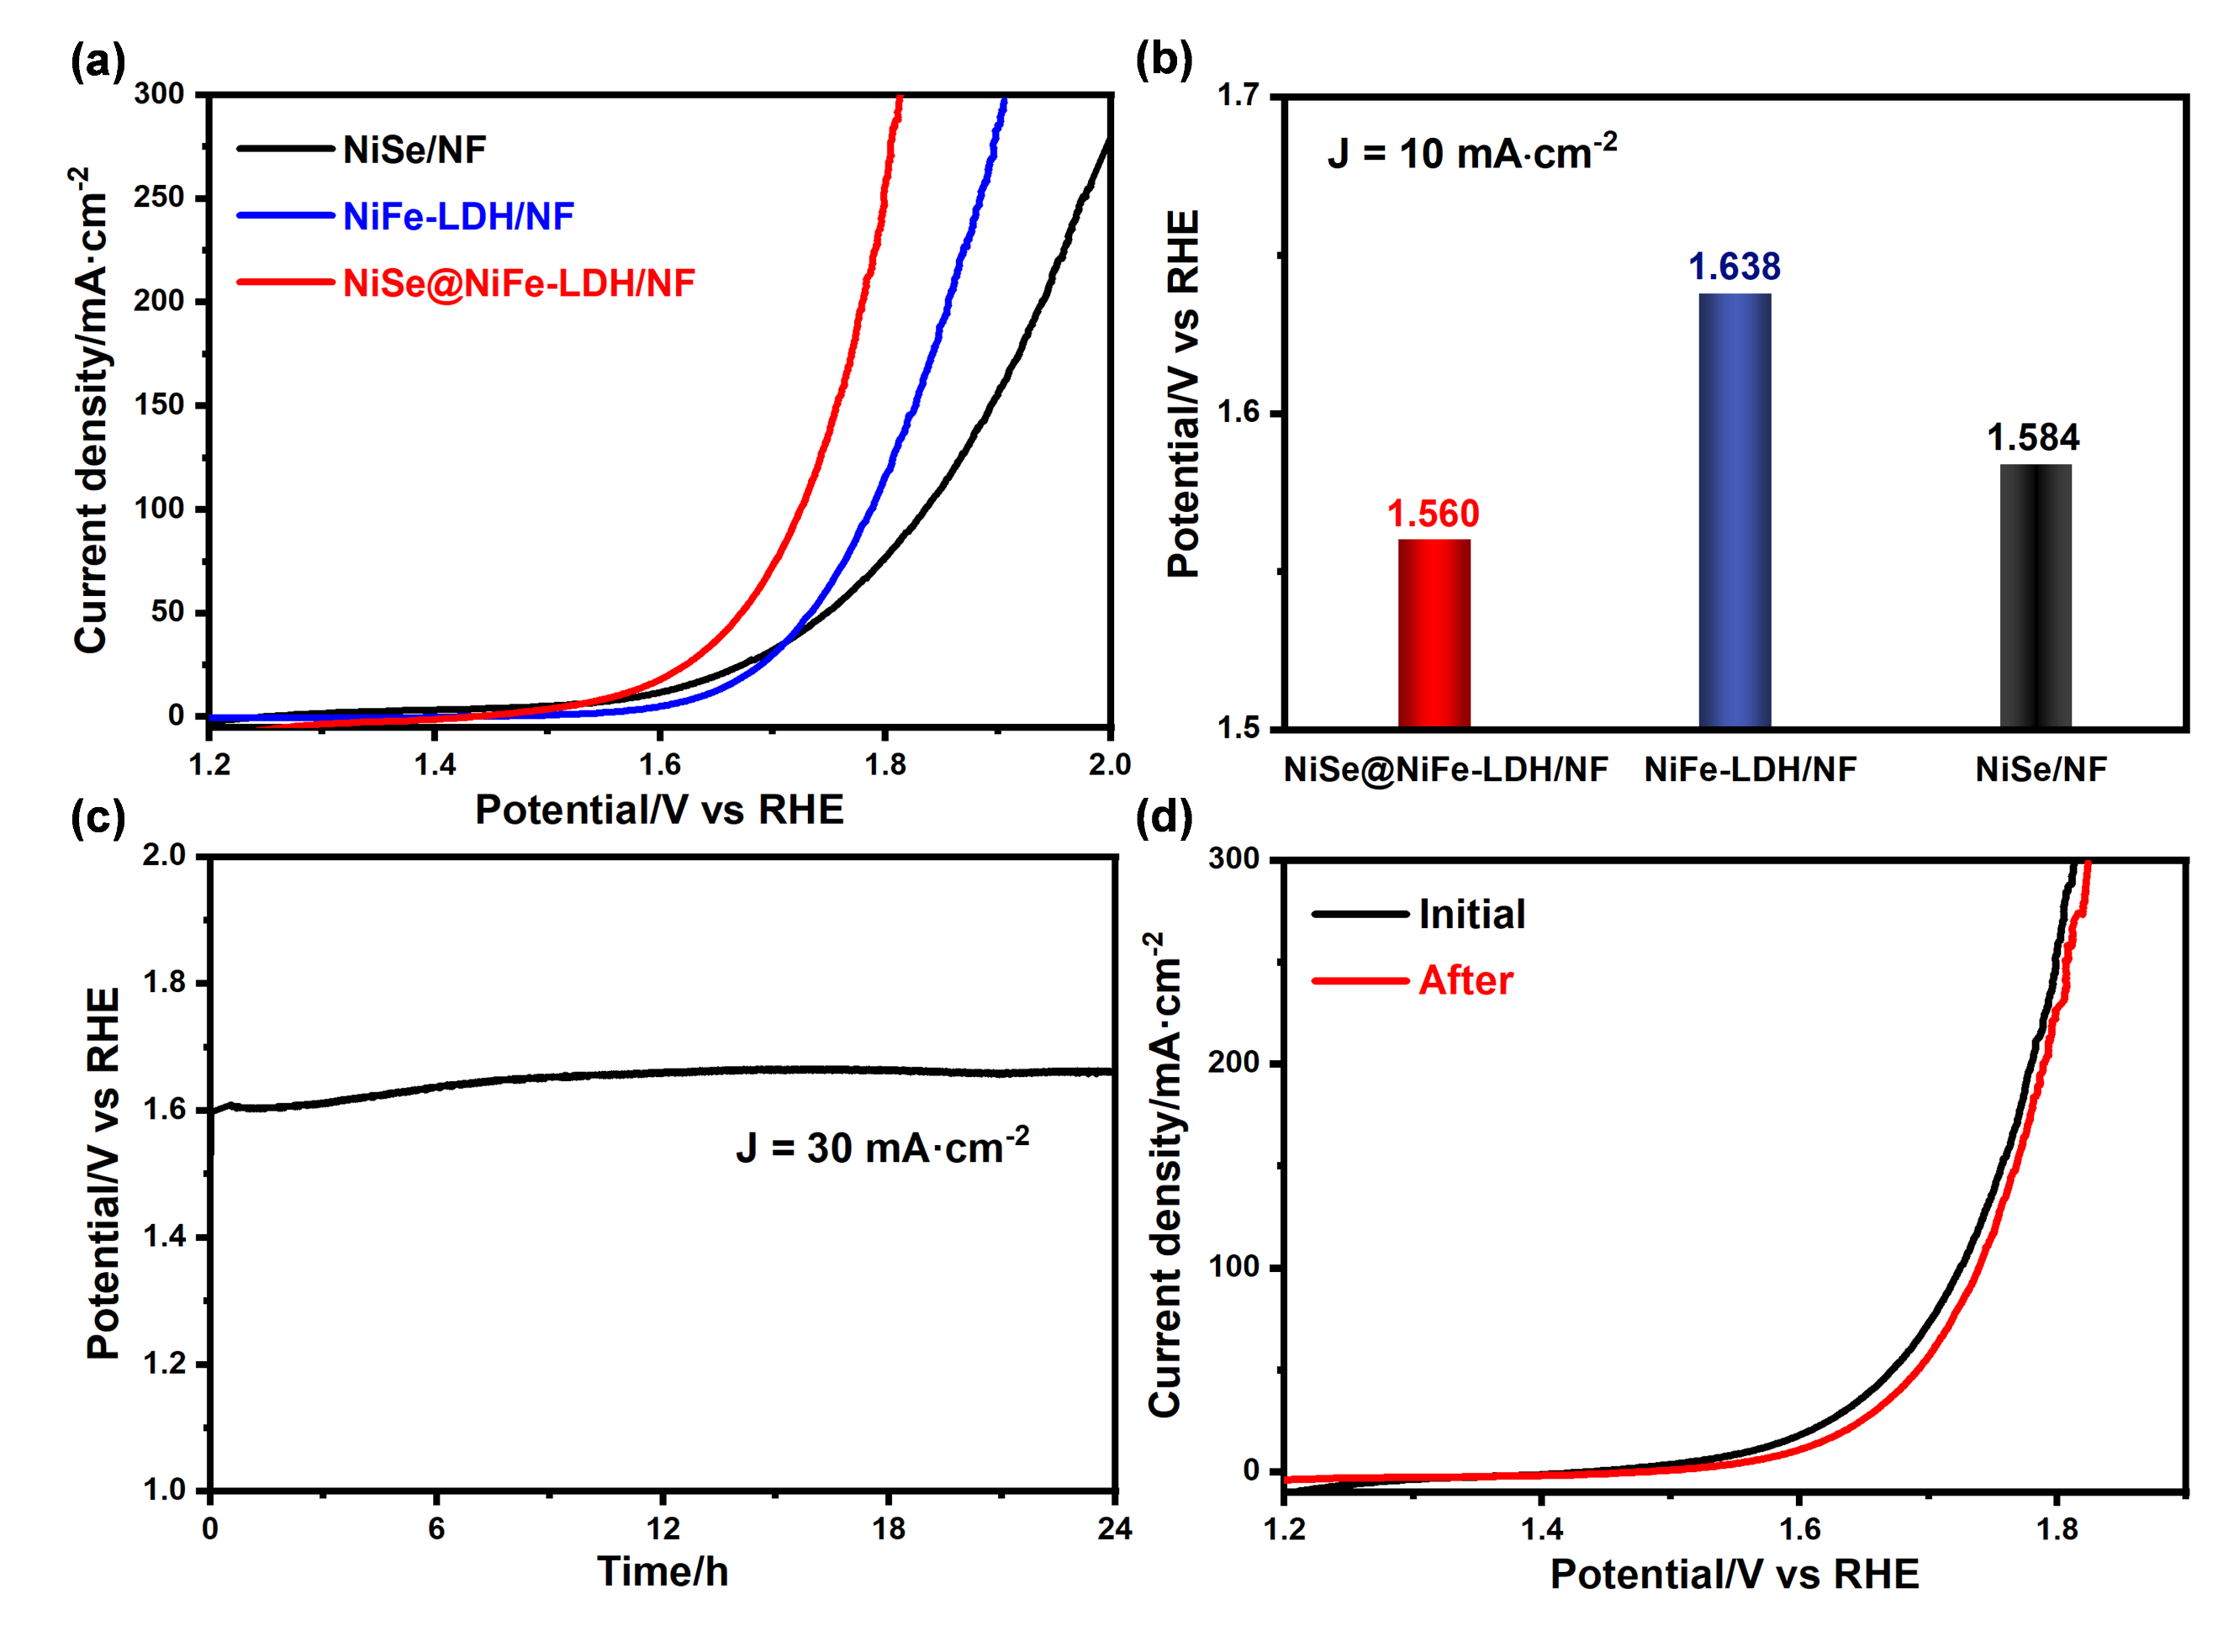 (a)
300
250
200
150
100
50
0
Current density/mA·cm-2
NiSe/NF
NiFe-LDH/NF
NiSe@NiFe-LDH/NF
1.2 1.4 1.6 1.8 2.0
Potential/V vs RHE
(b)
1.7
1.6
1.5
Potential/V vs RHE
J = 10 mA·cm-2
1.560
1.638
1.584
NiSe@NiFe-LDH/NF NiFe-LDH/NF NiSe/NF
(c)
2.0
1.8
1.6
1.4
1.2
1.0
Potential/V vs RHE
J = 30 mA·cm-2
0 6 12 18 24
Time/h
(d)
300
200
100
0
Current density/mA·cm-2
Initial
After
1.2 1.4 1.6 1.8
Potential/V vs RHE